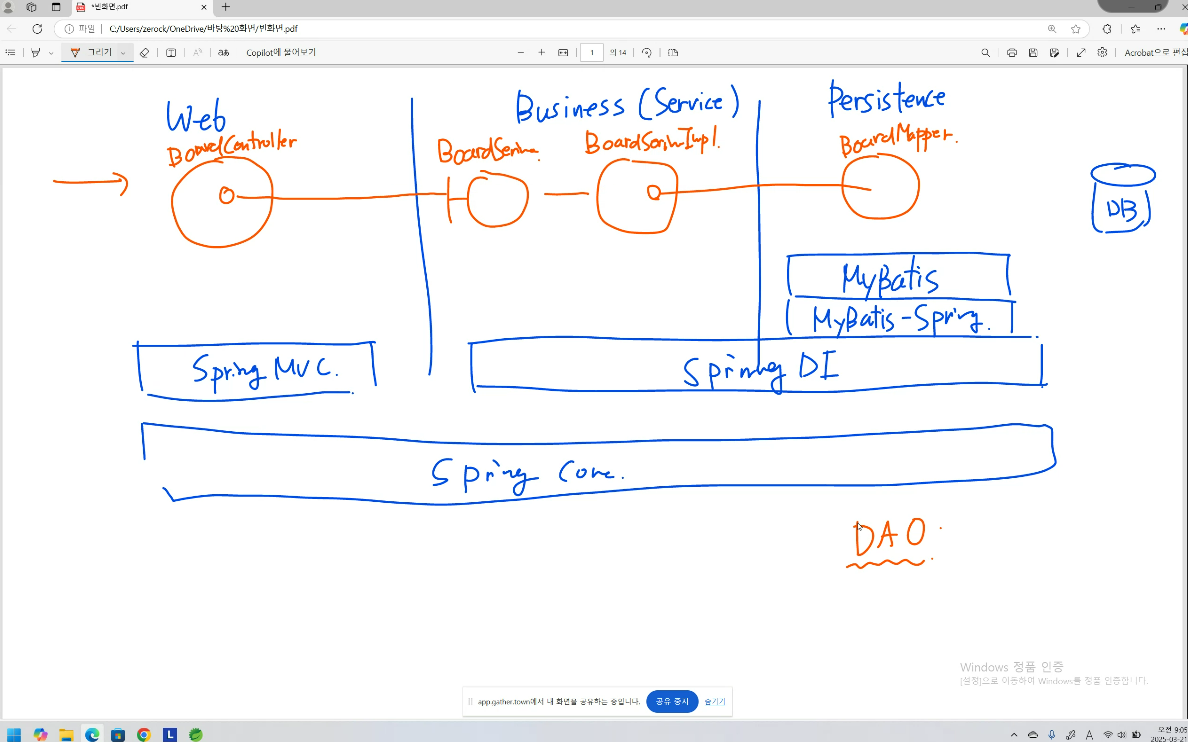 *빈화면.pdf
파일 C:/Users/zerock/OneDrive/바탕%20화면/빈화면.pdf
그리기 Copilot에 물어보기 1 의 14 Acrobat으로 편집
Web Business (Service) Persistence
BoardController BoardService BoardServiceImpl. BoardMapper.
DB
MyBatis
MyBatis-Spring.
Spring MVC. Spring DI
Spring Core.
DAO
Windows 정품 인증
[설정]으로 이동하여 Windows를 정품 인증합니다.
app.gather.town에서 내 화면을 공유하는 중입니다. 공유 중지 숨기기
오전 9:05
2025-03-21